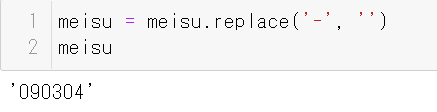 1 meisu = meisu.replace('-', '')
2 meisu
'090304'